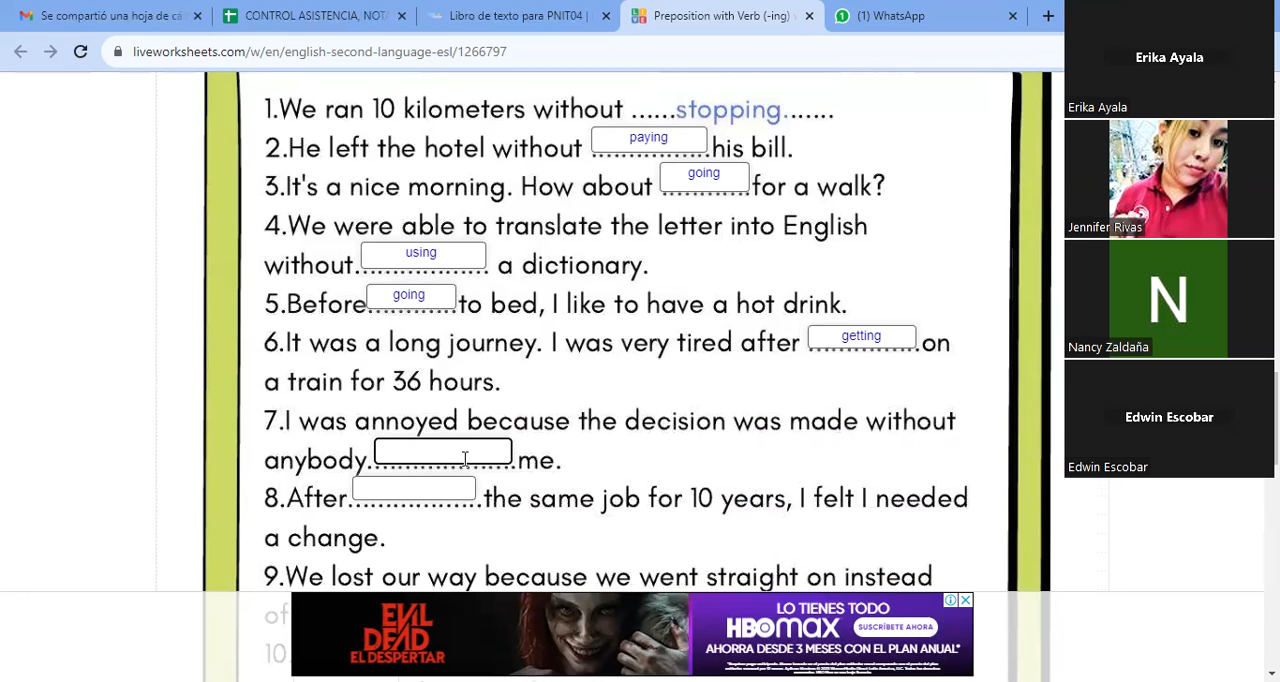 Se compartió una hoja de cá
CONTROL ASISTENCIA, NOT
Libro de texto para PNIT04 |
Preposition with Verb (-ing)
(1) WhatsApp
liveworksheets.com/w/en/english-second-language-esl/1266797
Erika Ayala
Erika Ayala
Jennifer Rivas
N
Nancy Zaldaña
Edwin Escobar
Edwin Escobar
1.We ran 10 kilometers without ......stopping.......
2.He left the hotel without paying his bill.
3.It's a nice morning. How about going for a walk?
4.We were able to translate the letter into English
without using a dictionary.
5.Before going to bed, I like to have a hot drink.
6.It was a long journey. I was very tired after getting on
a train for 36 hours.
7.I was annoyed because the decision was made without
anybody....................me.
8.After..................the same job for 10 years, I felt I needed
a change.
9.We lost our way because we went straight on instead
of
10.
EVIL
DEAD
EL DESPERTAR
LO TIENES TODO
HBOmax
SUSCRÍBETE AHORA
AHORRA DESDE 3 MESES CON EL PLAN ANUAL*